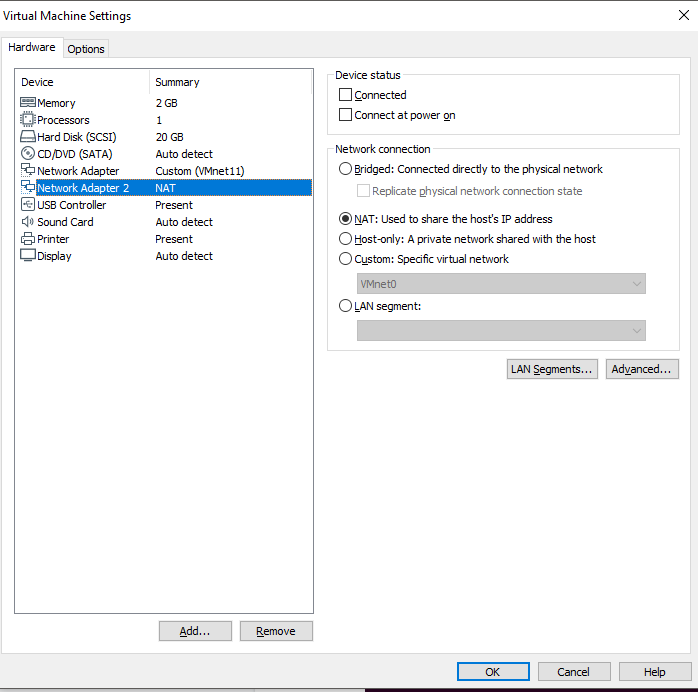 Virtual Machine Settings
Hardware
Options
Device Summary
Memory 2 GB
Processors 1
Hard Disk (SCSI) 20 GB
CD/DVD (SATA) Auto detect
Network Adapter Custom (VMnet11)
Network Adapter 2 NAT
USB Controller Present
Sound Card Auto detect
Printer Present
Display Auto detect
Add...
Remove
Device status
Connected
Connect at power on
Network connection
Bridged: Connected directly to the physical network
Replicate physical network connection state
NAT: Used to share the host's IP address
Host-only: A private network shared with the host
Custom: Specific virtual network
VMnet0
LAN segment:
LAN Segments...
Advanced...
OK
Cancel
Help